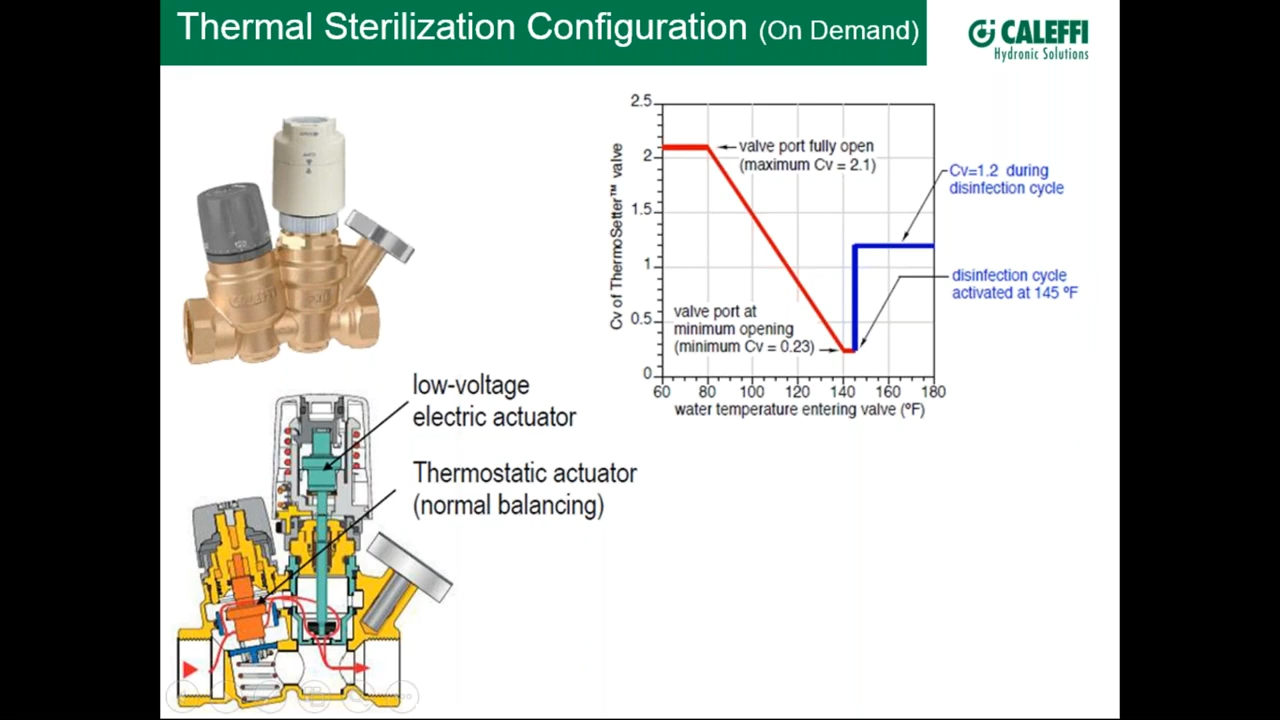 Thermal Sterilization Configuration (On Demand)
CALEFFI
Hydronic Solutions
2.5
2
1.5
1
0.5
0
Cv of ThermoSetter™ valve
valve port fully open
(maximum Cv = 2.1)
Cv=1.2 during
disinfection cycle
disinfection cycle
activated at 145 ºF
valve port at
minimum opening
(minimum Cv = 0.23)
60 80 100 120 140 160 180
water temperature entering valve (ºF)
low-voltage
electric actuator
Thermostatic actuator
(normal balancing)